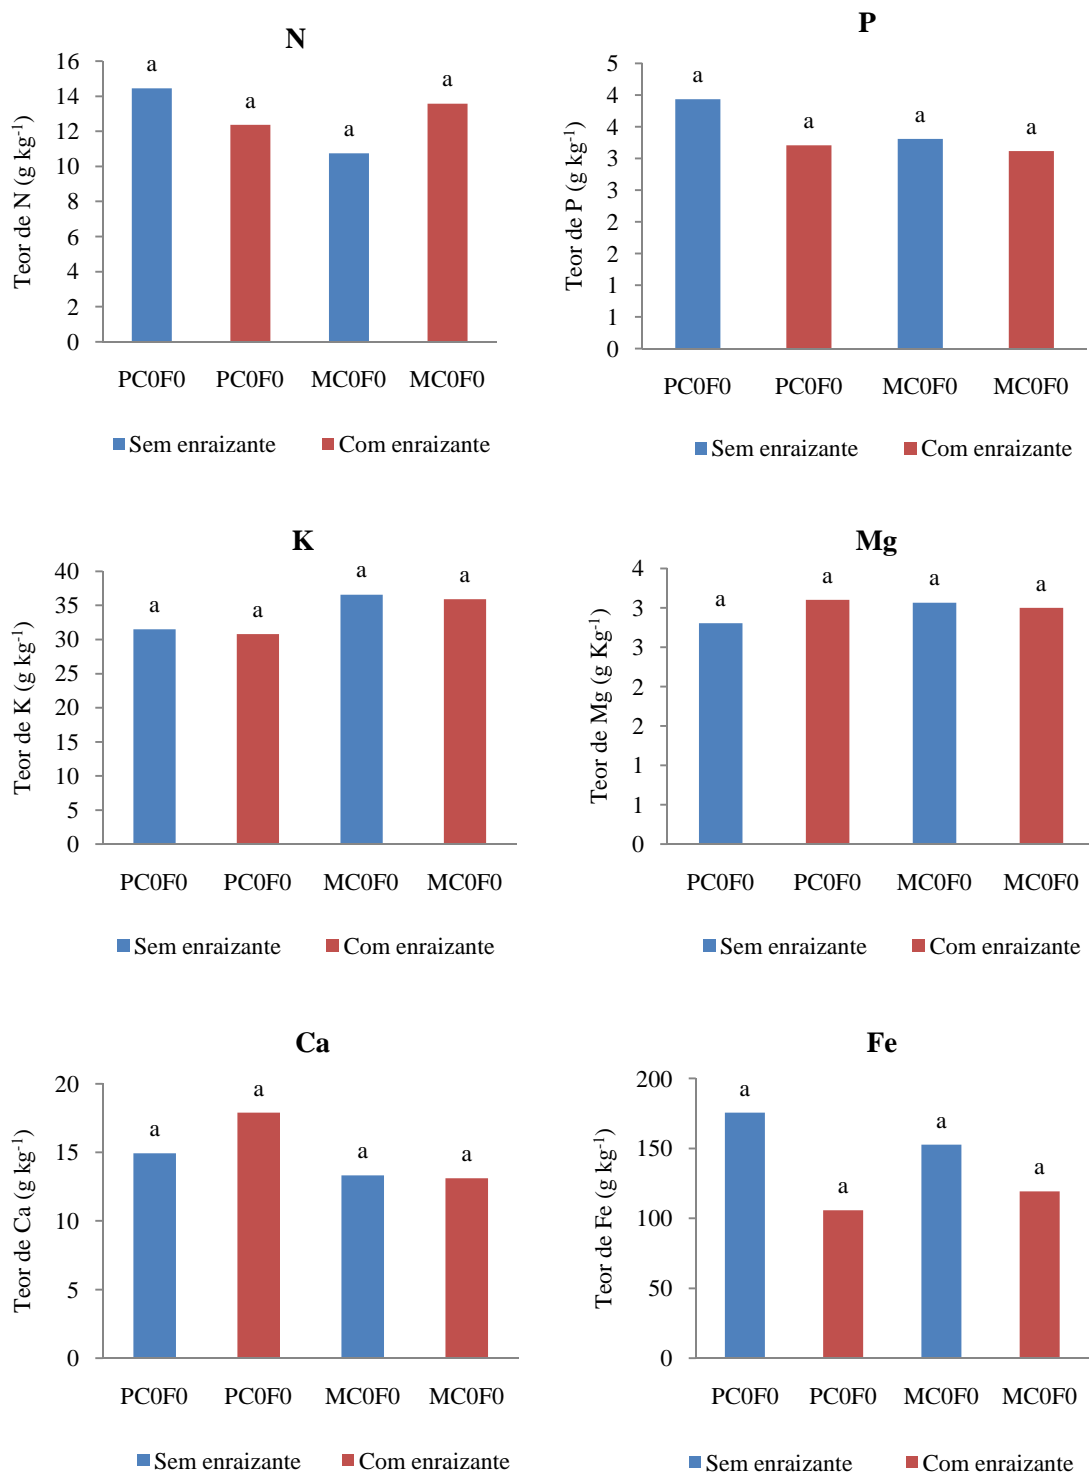 N
Teor de N (g kg⁻¹)
16
14
12
10
8
6
4
2
0
a
a
a
a
PC0F0 PC0F0 MC0F0 MC0F0
Sem enraizante Com enraizante
P
Teor de P (g kg⁻¹)
5
4
4
3
3
2
2
1
1
0
a
a
a
a
PC0F0 PC0F0 MC0F0 MC0F0
Sem enraizante Com enraizante
K
Teor de K (g kg⁻¹)
40
35
30
25
20
15
10
5
0
a
a
a
a
PC0F0 PC0F0 MC0F0 MC0F0
Sem enraizante Com enraizante
Mg
Teor de Mg (g Kg⁻¹)
4
3
3
2
2
1
1
0
a
a
a
a
PC0F0 PC0F0 MC0F0 MC0F0
Sem enraizante Com enraizante
Ca
Teor de Ca (g kg⁻¹)
20
15
10
5
0
a
a
a
a
PC0F0 PC0F0 MC0F0 MC0F0
Sem enraizante Com enraizante
Fe
Teor de Fe (g kg⁻¹)
200
150
100
50
0
a
a
a
a
PC0F0 PC0F0 MC0F0 MC0F0
Sem enraizante Com enraizante